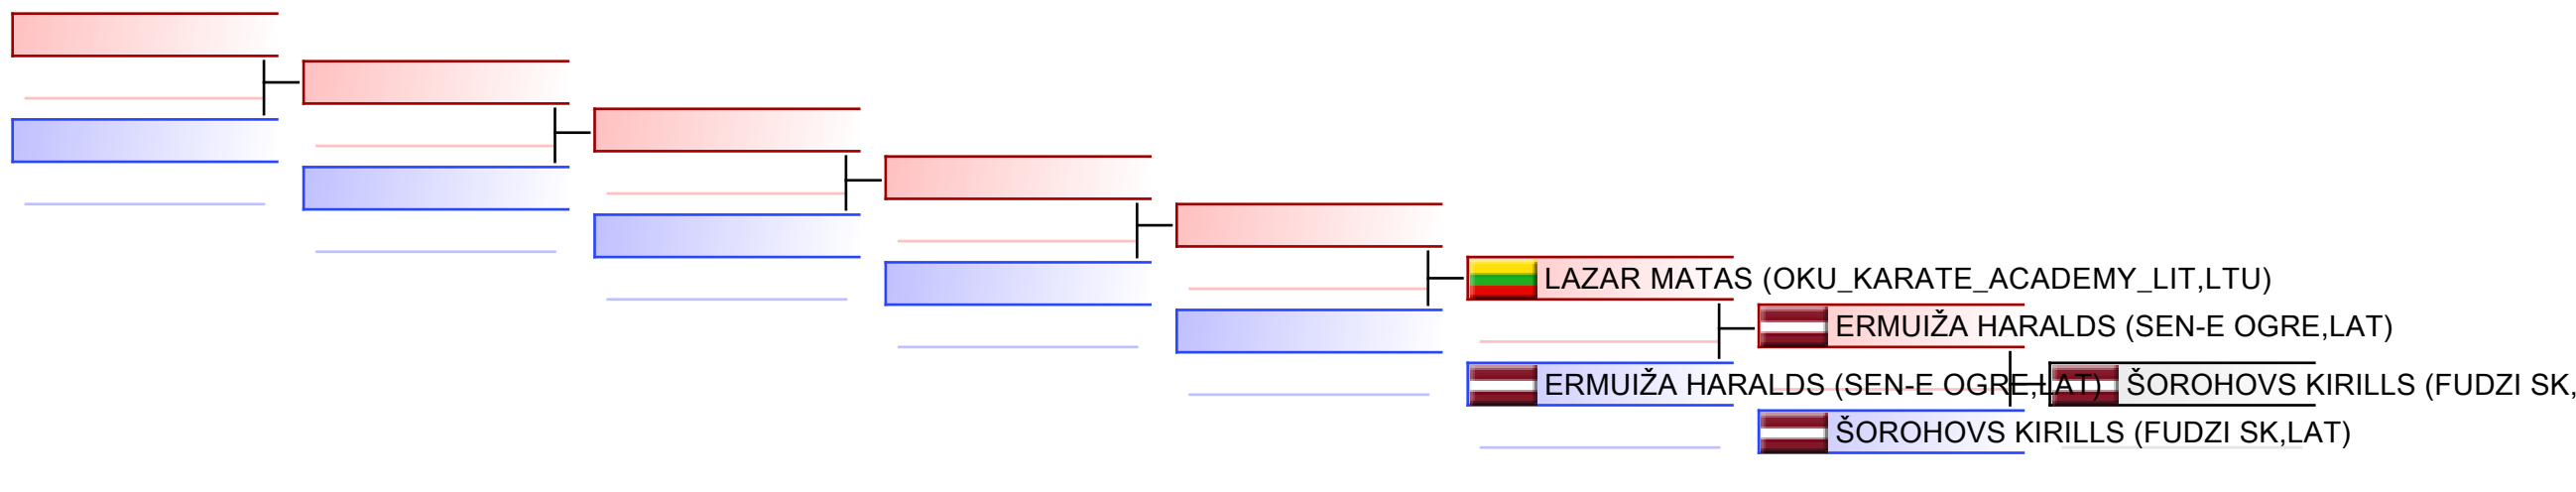 LAZAR MATAS (OKU_KARATE_ACADEMY_LIT,LTU)
ERMUIŽA HARALDS (SEN-E OGRE,LAT)
ERMUIŽA HARALDS (SEN-E OGRE,LAT)
ŠOROHOVS KIRILLS (FUDZI SK,
ŠOROHOVS KIRILLS (FUDZI SK,LAT)